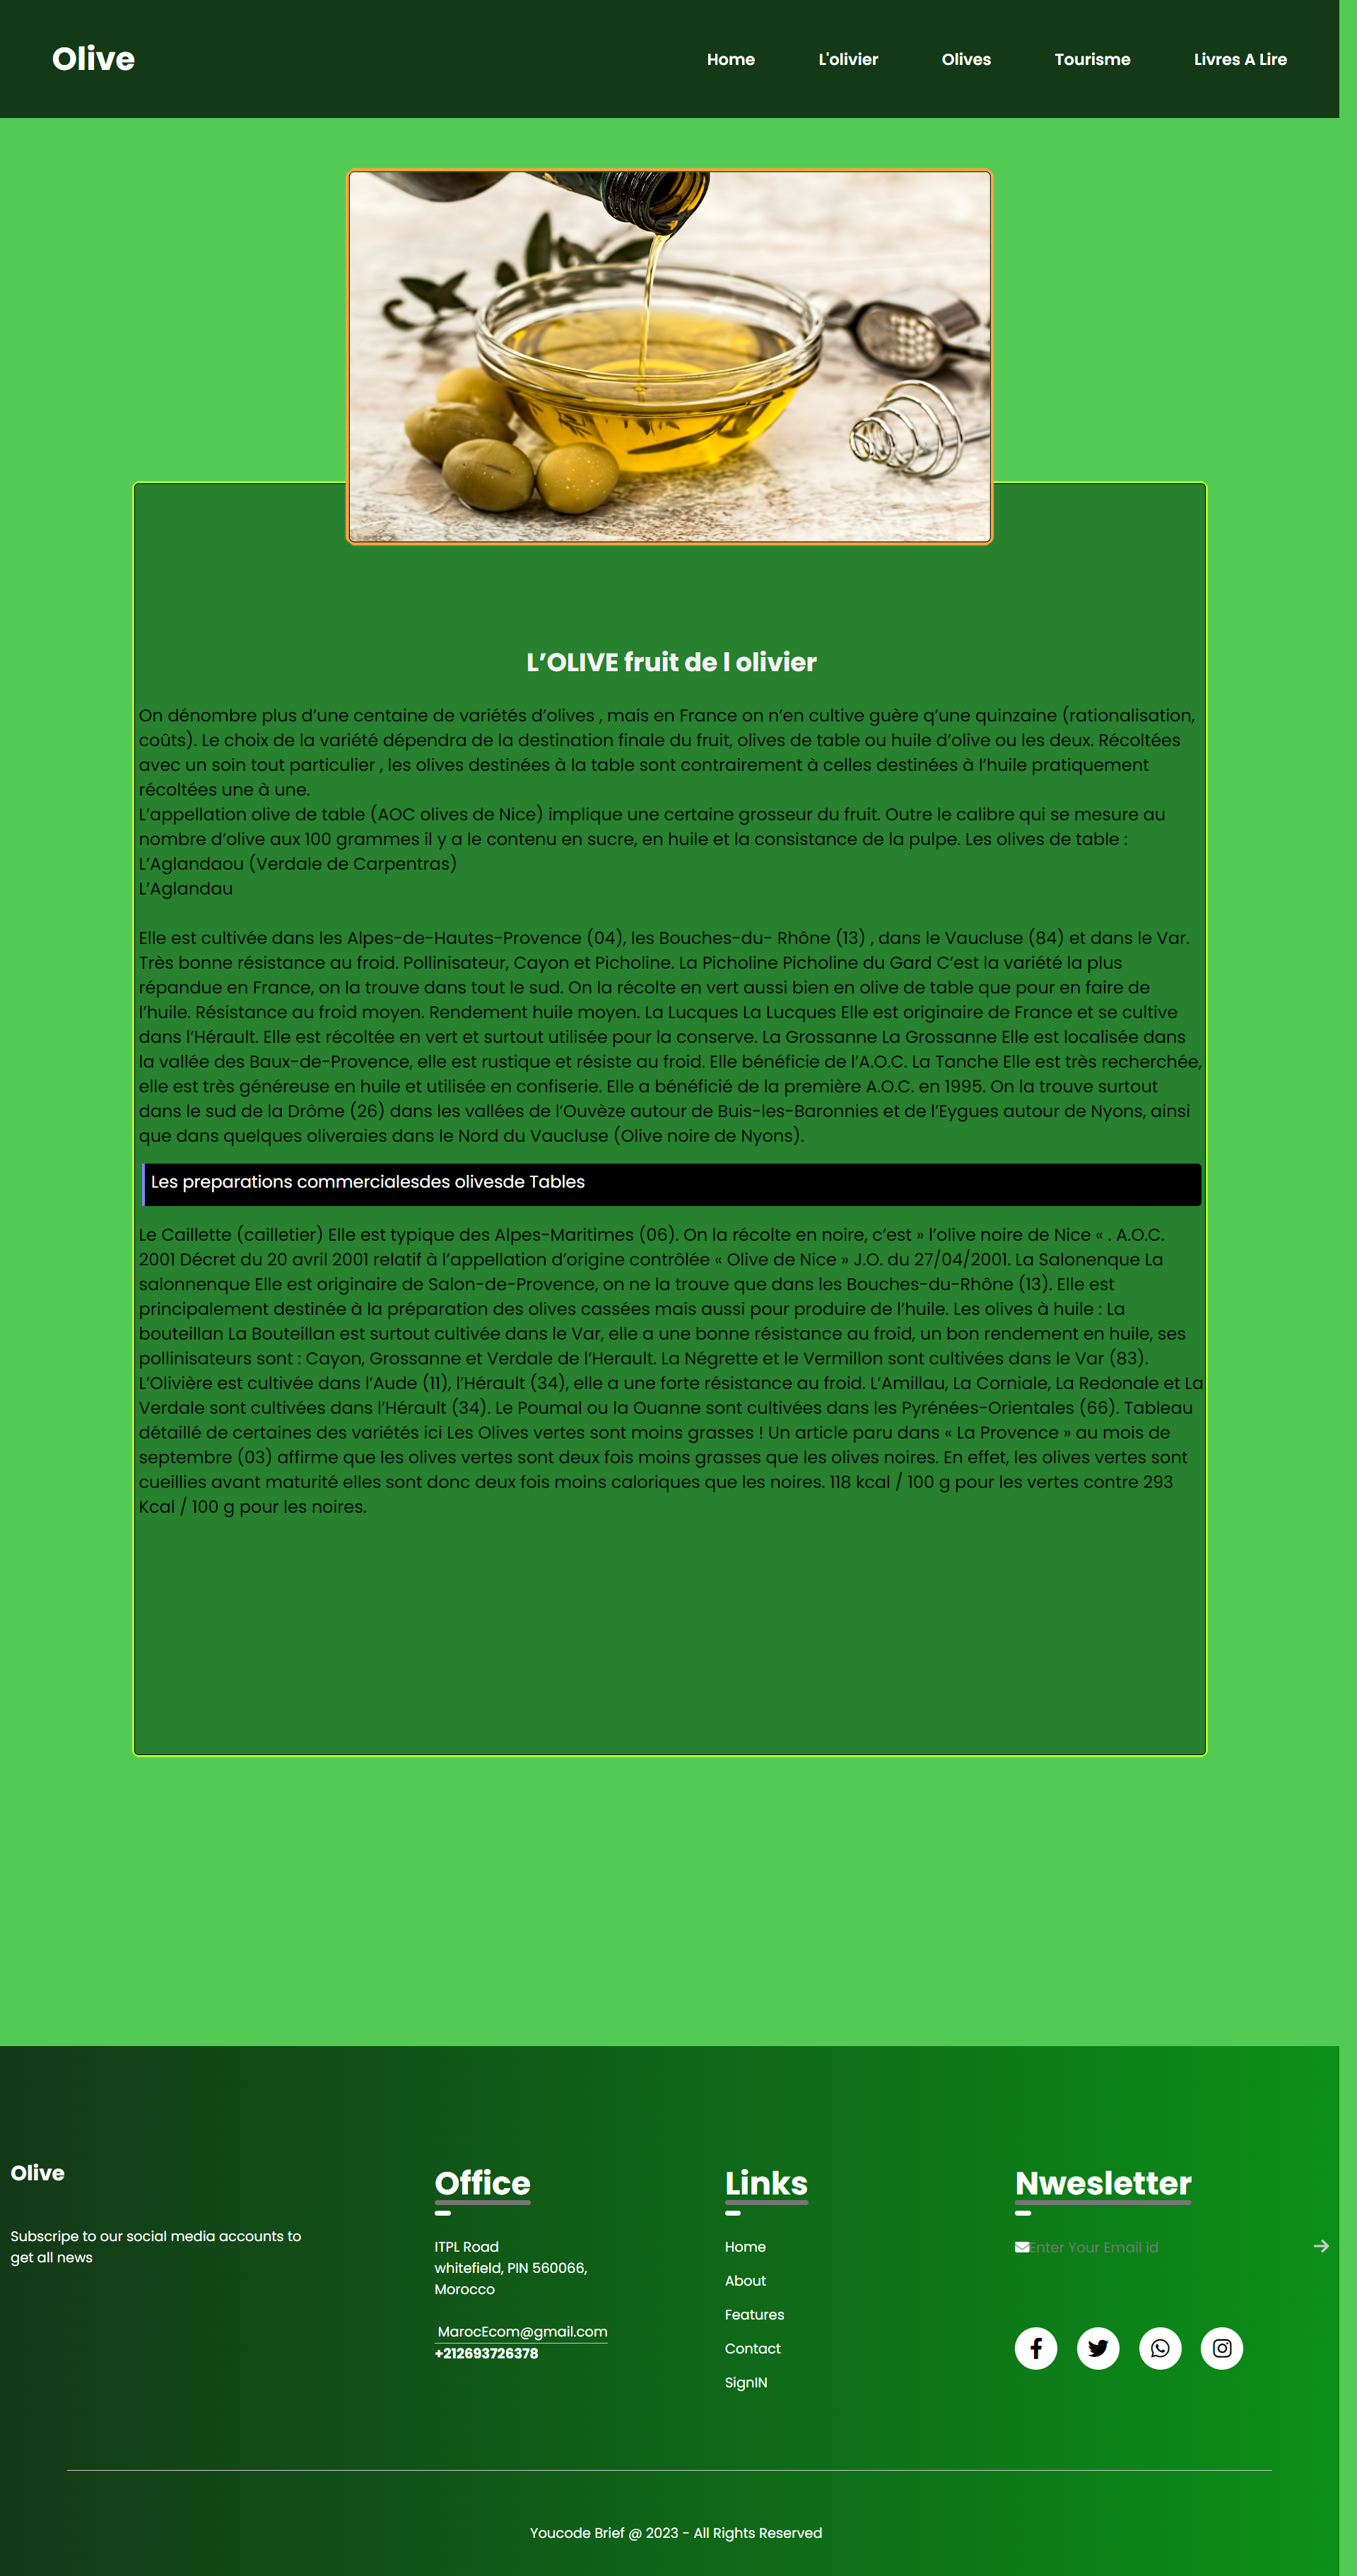 Olive
Home
L'olivier
Olives
Tourisme
Livres A Lire
L’OLIVE fruit de l olivier
On dénombre plus d’une centaine de variétés d’olives , mais en France on n’en cultive guère q’une quinzaine (rationalisation,
coûts). Le choix de la variété dépendra de la destination finale du fruit, olives de table ou huile d’olive ou les deux. Récoltées
avec un soin tout particulier , les olives destinées à la table sont contrairement à celles destinées à l’huile pratiquement
récoltées une à une.
L’appellation olive de table (AOC olives de Nice) implique une certaine grosseur du fruit. Outre le calibre qui se mesure au
nombre d’olive aux 100 grammes il y a le contenu en sucre, en huile et la consistance de la pulpe. Les olives de table :
L’Aglandaou (Verdale de Carpentras)
L’Aglandau
Elle est cultivée dans les Alpes-de-Hautes-Provence (04), les Bouches-du- Rhône (13) , dans le Vaucluse (84) et dans le Var.
Très bonne résistance au froid. Pollinisateur, Cayon et Picholine. La Picholine Picholine du Gard C’est la variété la plus
répandue en France, on la trouve dans tout le sud. On la récolte en vert aussi bien en olive de table que pour en faire de
l’huile. Résistance au froid moyen. Rendement huile moyen. La Lucques La Lucques Elle est originaire de France et se cultive
dans l’Hérault. Elle est récoltée en vert et surtout utilisée pour la conserve. La Grossanne La Grossanne Elle est localisée dans
la vallée des Baux-de-Provence, elle est rustique et résiste au froid. Elle bénéficie de l’A.O.C. La Tanche Elle est très recherchée,
elle est très généreuse en huile et utilisée en confiserie. Elle a bénéficié de la première A.O.C. en 1995. On la trouve surtout
dans le sud de la Drôme (26) dans les vallées de l’Ouvèze autour de Buis-les-Baronnies et de l’Eygues autour de Nyons, ainsi
que dans quelques oliveraies dans le Nord du Vaucluse (Olive noire de Nyons).
Les preparations commercialesdes olivesde Tables
Le Caillette (cailletier) Elle est typique des Alpes-Maritimes (06). On la récolte en noire, c’est » l’olive noire de Nice « . A.O.C.
2001 Décret du 20 avril 2001 relatif à l’appellation d’origine contrôlée « Olive de Nice » J.O. du 27/04/2001. La Salonenque La
salonnenque Elle est originaire de Salon-de-Provence, on ne la trouve que dans les Bouches-du-Rhône (13). Elle est
principalement destinée à la préparation des olives cassées mais aussi pour produire de l’huile. Les olives à huile : La
bouteillan La Bouteillan est surtout cultivée dans le Var, elle a une bonne résistance au froid, un bon rendement en huile, ses
pollinisateurs sont : Cayon, Grossanne et Verdale de l’Herault. La Négrette et le Vermillon sont cultivées dans le Var (83).
L’Olivière est cultivée dans l’Aude (11), l’Hérault (34), elle a une forte résistance au froid. L’Amillau, La Corniale, La Redonale et La
Verdale sont cultivées dans l’Hérault (34). Le Poumal ou la Ouanne sont cultivées dans les Pyrénées-Orientales (66). Tableau
détaillé de certaines des variétés ici Les Olives vertes sont moins grasses ! Un article paru dans « La Provence » au mois de
septembre (03) affirme que les olives vertes sont deux fois moins grasses que les olives noires. En effet, les olives vertes sont
cueillies avant maturité elles sont donc deux fois moins caloriques que les noires. 118 kcal / 100 g pour les vertes contre 293
Kcal / 100 g pour les noires.
Olive
Subscripe to our social media accounts to
get all news
Office
ITPL Road
whitefield, PIN 560066,
Morocco
MarocEcom@gmail.com
+212693726378
Links
Home
About
Features
Contact
SignIN
Nwesletter
Enter Your Email id
Youcode Brief @ 2023 - All Rights Reserved